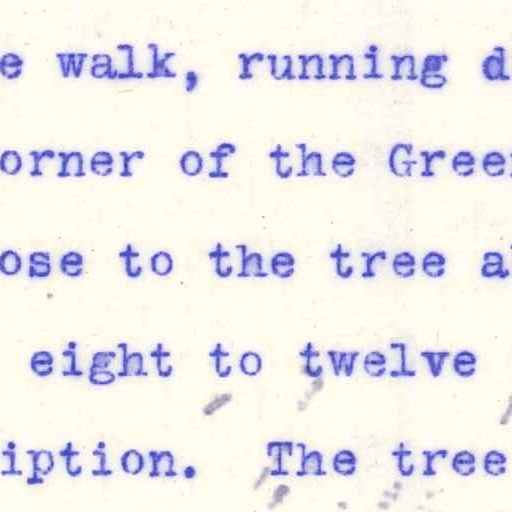 e walk, running d
orner of the Gree
ose to the tree a
eight to twelve
iption.  The tree